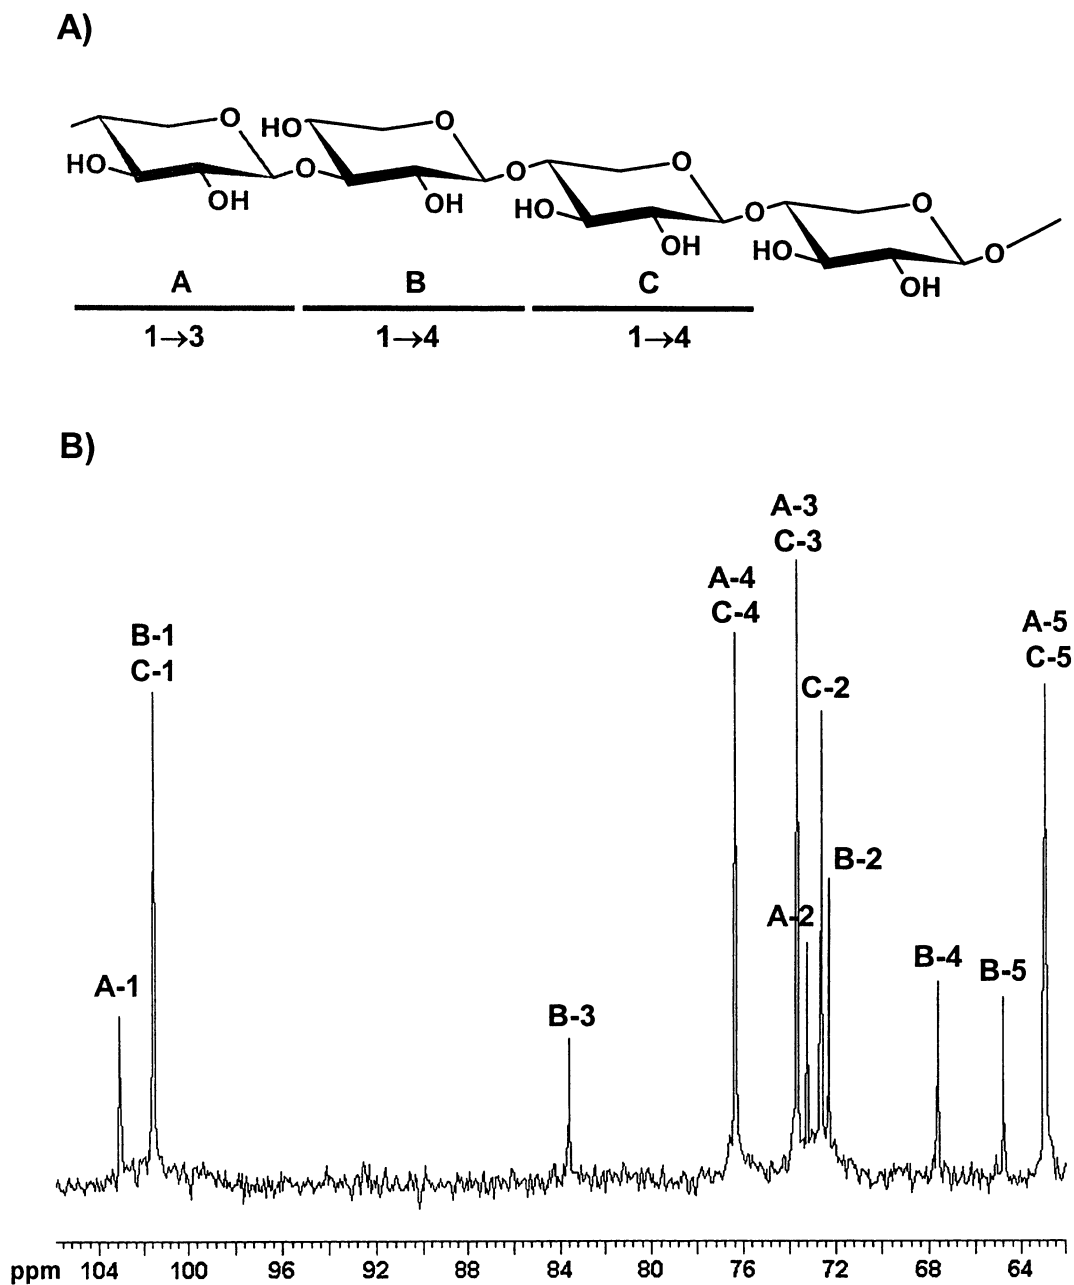 A)
O HO O
HO O O O
OH OH HO O O
OH HO O
OH
A B C
1→3 1→4 1→4
B)
A-3
C-3
A-4
C-4
B-1
C-1
A-5
C-5
C-2
B-2
A-2
B-4
B-5
A-1
B-3
ppm 104 100 96 92 88 84 80 76 72 68 64